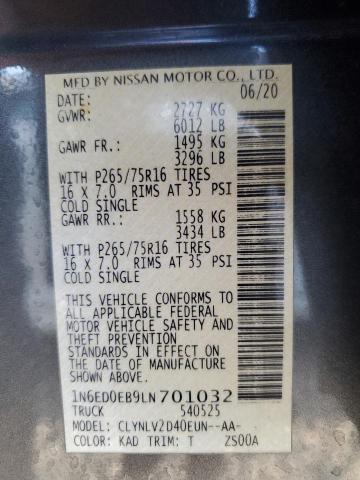 MFD BY NISSAN MOTOR CO., LTD.
DATE: 06/20
GVWR: 2727 KG
6012 LB
GAWR FR.: 1495 KG
3296 LB
WITH P265/75R16 TIRES
16 X 7.0 RIMS AT 35 PSI
COLD SINGLE
GAWR RR.: 1558 KG
3434 LB
WITH P265/75R16 TIRES
16 X 7.0 RIMS AT 35 PSI
COLD SINGLE
THIS VEHICLE CONFORMS TO
ALL APPLICABLE FEDERAL
MOTOR VEHICLE SAFETY AND
THEFT PREVENTION
STANDARDS IN EFFECT ON
THE DATE OF MANUFACTURE
SHOWN ABOVE.
1N6ED0EB9LN701032
TRUCK 540525
MODEL: CLYNLV2D40EUN--AA-
COLOR: KAD TRIM: T ZS00A